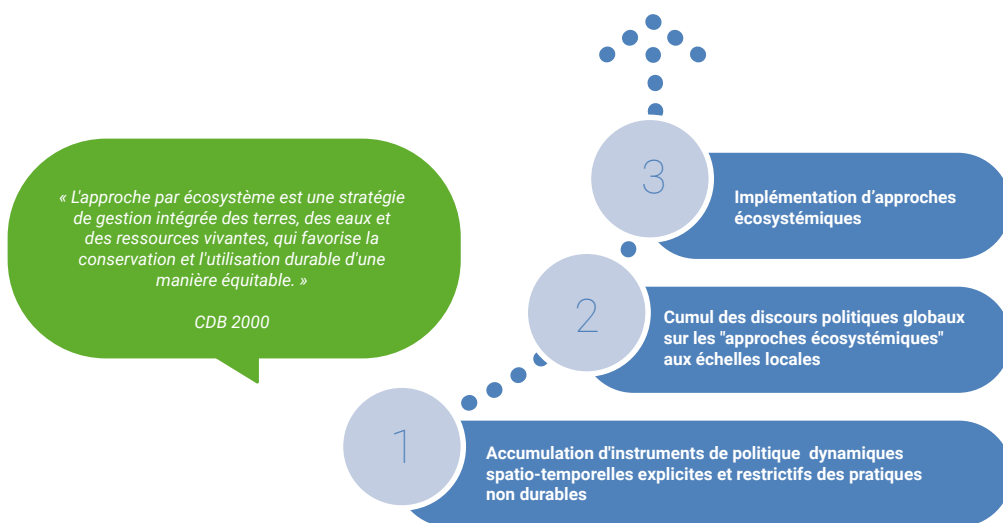 « L'approche par écosystème est une stratégie
de gestion intégrée des terres, des eaux et
des ressources vivantes, qui favorise la
conservation et l'utilisation durable d'une
manière équitable. »
CDB 2000
3
Implémentation d'approches
écosystémiques
2
Cumul des discours politiques globaux
sur les "approches écosystémiques"
aux échelles locales
1
Accumulation d'instruments de politique dynamiques
spatio-temporelles explicites et restrictifs des pratiques
non durables